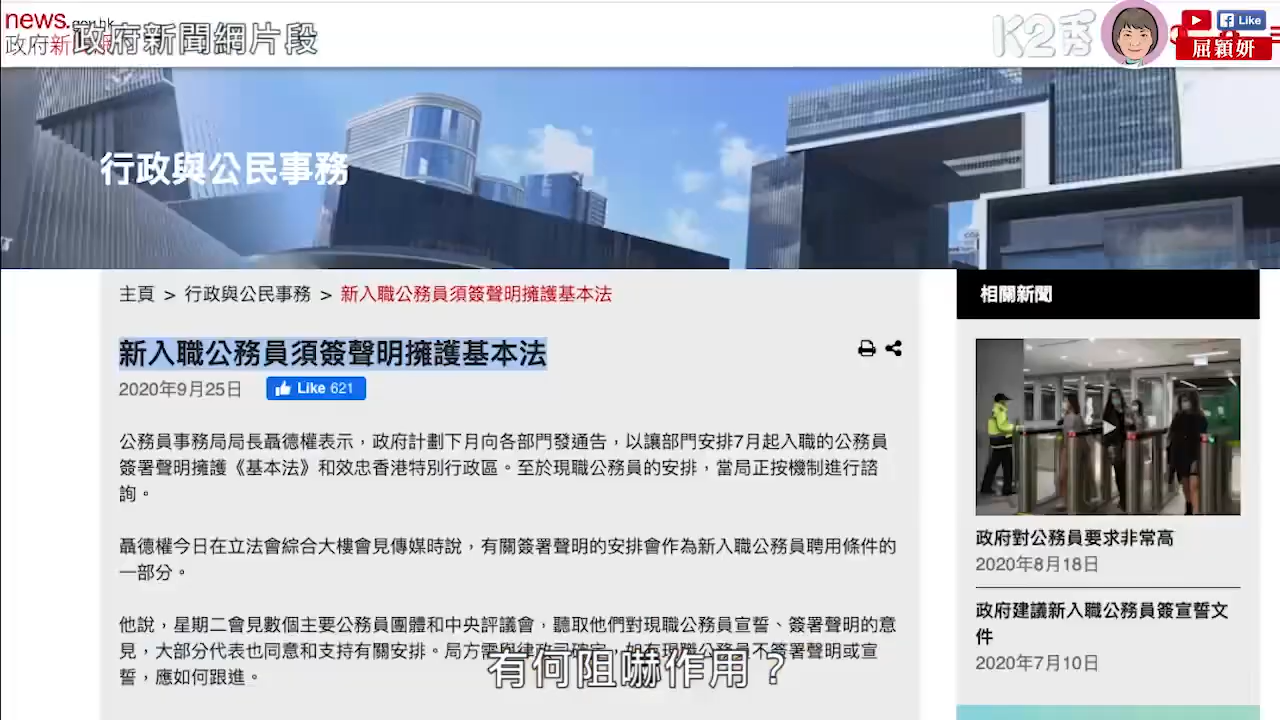 news.gov.hk
政府新聞網片段
K2秀
Like
屈穎妍
行政與公民事務
主頁 > 行政與公民事務 > 新入職公務員須簽聲明擁護基本法
相關新聞
新入職公務員須簽聲明擁護基本法
2020年9月25日
Like 621
公務員事務局局長聶德權表示，政府計劃下月向各部門發通告，以讓部門安排7月起入職的公務員
簽署聲明擁護《基本法》和效忠香港特別行政區。至於現職公務員的安排，當局正按機制進行諮
詢。
聶德權今日在立法會綜合大樓會見傳媒時說，有關簽署聲明的安排會作為新入職公務員聘用條件的
一部分。
他說，星期二會見數個主要公務員團體和中央評議會，聽取他們對現職公務員宣誓、簽署聲明的意
見，大部分代表也同意和支持有關安排。局方需與律政司確定，如有現職公務員不簽署聲明或宣
誓，應如何跟進。
政府對公務員要求非常高
2020年8月18日
政府建議新入職公務員簽宣誓文
件
2020年7月10日
有何阻嚇作用？